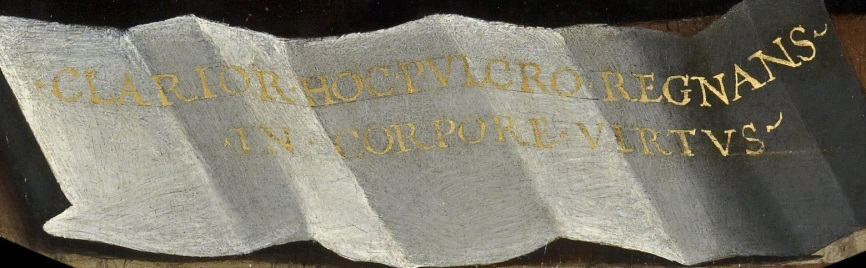 ·CLARIOR·HOC·PVLCRO·REGNANS~
·IN·CORPORE·VIRTVS~